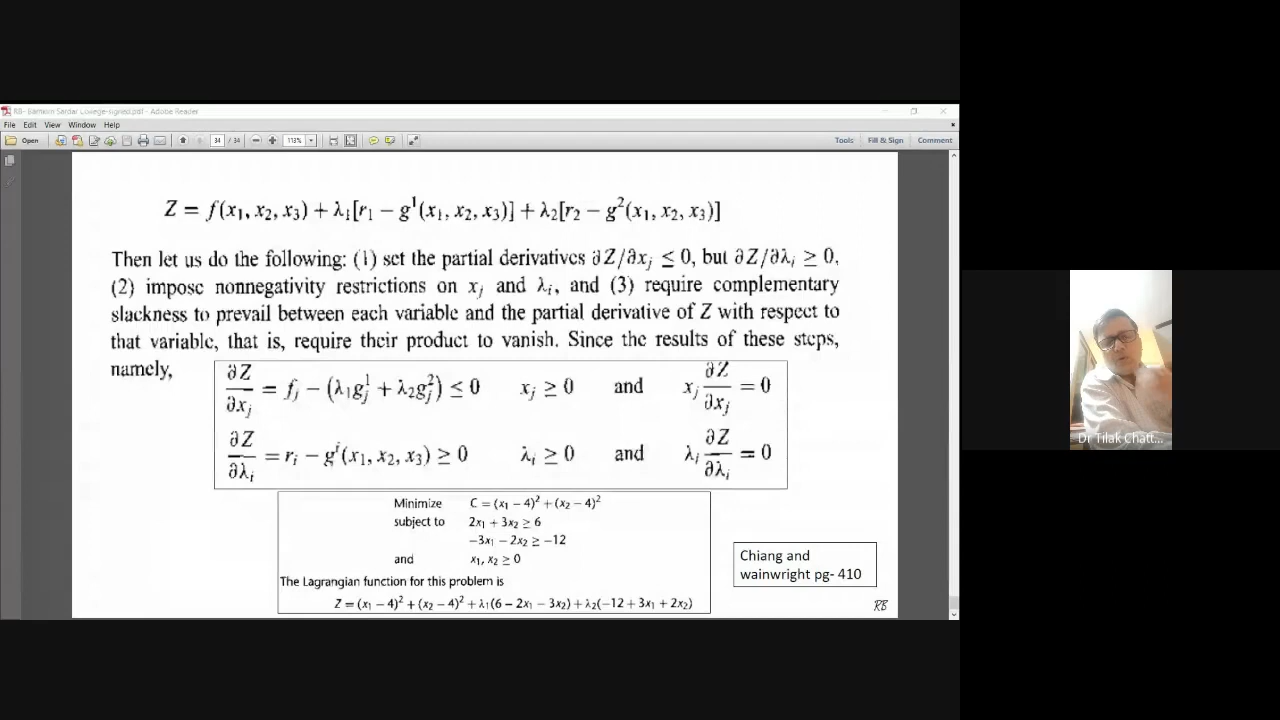 RB- Bamkim Sardar College-signed.pdf - Adobe Reader
File Edit View Window Help
Open 34 / 34 113% Tools Fill & Sign Comment
Z = f(x₁, x₂, x₃) + λ₁[r₁ − g¹(x₁, x₂, x₃)] + λ₂[r₂ − g²(x₁, x₂, x₃)]
Then let us do the following: (1) set the partial derivatives ∂Z/∂xⱼ ≤ 0, but ∂Z/∂λᵢ ≥ 0,
(2) impose nonnegativity restrictions on xⱼ and λᵢ, and (3) require complementary
slackness to prevail between each variable and the partial derivative of Z with respect to
that variable, that is, require their product to vanish. Since the results of these steps,
namely,
∂Z/∂xⱼ = fⱼ − (λ₁gⱼ¹ + λ₂gⱼ²) ≤ 0 xⱼ ≥ 0 and xⱼ ∂Z/∂xⱼ = 0
∂Z/∂λᵢ = rᵢ − gⁱ(x₁, x₂, x₃) ≥ 0 λᵢ ≥ 0 and λᵢ ∂Z/∂λᵢ = 0
Minimize C = (x₁ − 4)² + (x₂ − 4)²
subject to 2x₁ + 3x₂ ≥ 6
−3x₁ − 2x₂ ≥ −12
and x₁, x₂ ≥ 0
The Lagrangian function for this problem is
Z = (x₁ − 4)² + (x₂ − 4)² + λ₁(6 − 2x₁ − 3x₂) + λ₂(−12 + 3x₁ + 2x₂)
Chiang and
wainwright pg- 410
RB
Dr Tilak Chatt...